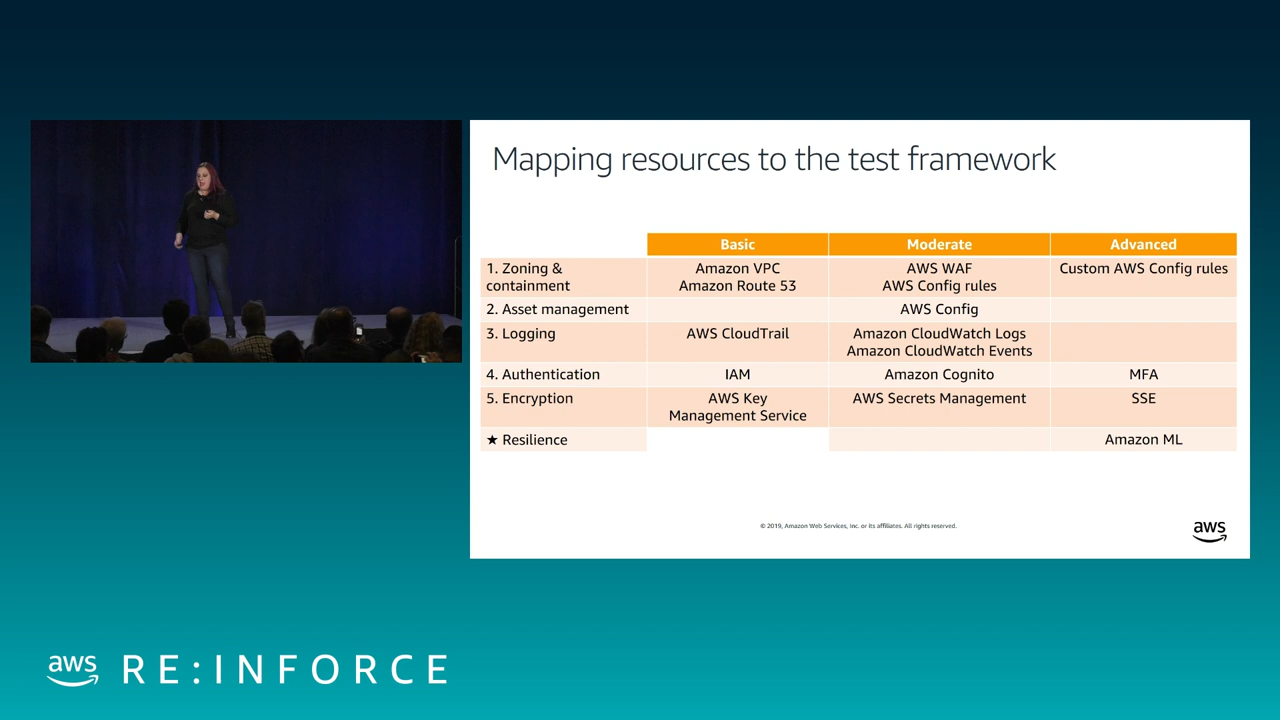 Mapping resources to the test framework
Basic Moderate Advanced
1. Zoning & containment
Amazon VPC
Amazon Route 53
AWS WAF
AWS Config rules
Custom AWS Config rules
2. Asset management
AWS Config
3. Logging
AWS CloudTrail
Amazon CloudWatch Logs
Amazon CloudWatch Events
4. Authentication
IAM
Amazon Cognito
MFA
5. Encryption
AWS Key
Management Service
AWS Secrets Management
SSE
★ Resilience
Amazon ML
© 2019, Amazon Web Services, Inc. or its affiliates. All rights reserved.
aws
aws RE:INFORCE